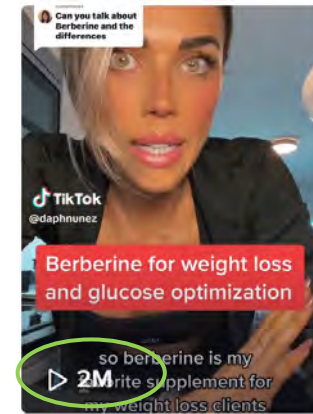 Can you talk about
Berberine and the
differences
TikTok
@daphnunez
Berberine for weight loss
and glucose optimization
so berberine is my
2M
favorite supplement for
my weight loss clients